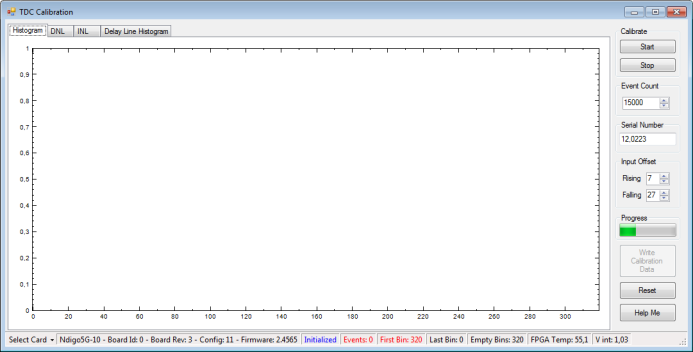 TDC Calibration
Histogram DNL INL Delay Line Histogram
1
0,9
0,8
0,7
0,6
0,5
0,4
0,3
0,2
0,1
0
0 20 40 60 80 100 120 140 160 180 200 220 240 260 280 300
Calibrate
Start
Stop
Event Count
15000
Serial Number
12,0223
Input Offset
Rising 7
Falling 27
Progress
Write
Calibration
Data
Reset
Help Me
Select Card Ndigo5G-10 - Board Id: 0 - Board Rev: 3 - Config: 11 - Firmware: 2.4565 Initialized Events: 0 First Bin: 320 Last Bin: 0 Empty Bins: 320 FPGA Temp: 55,1 V int: 1,03